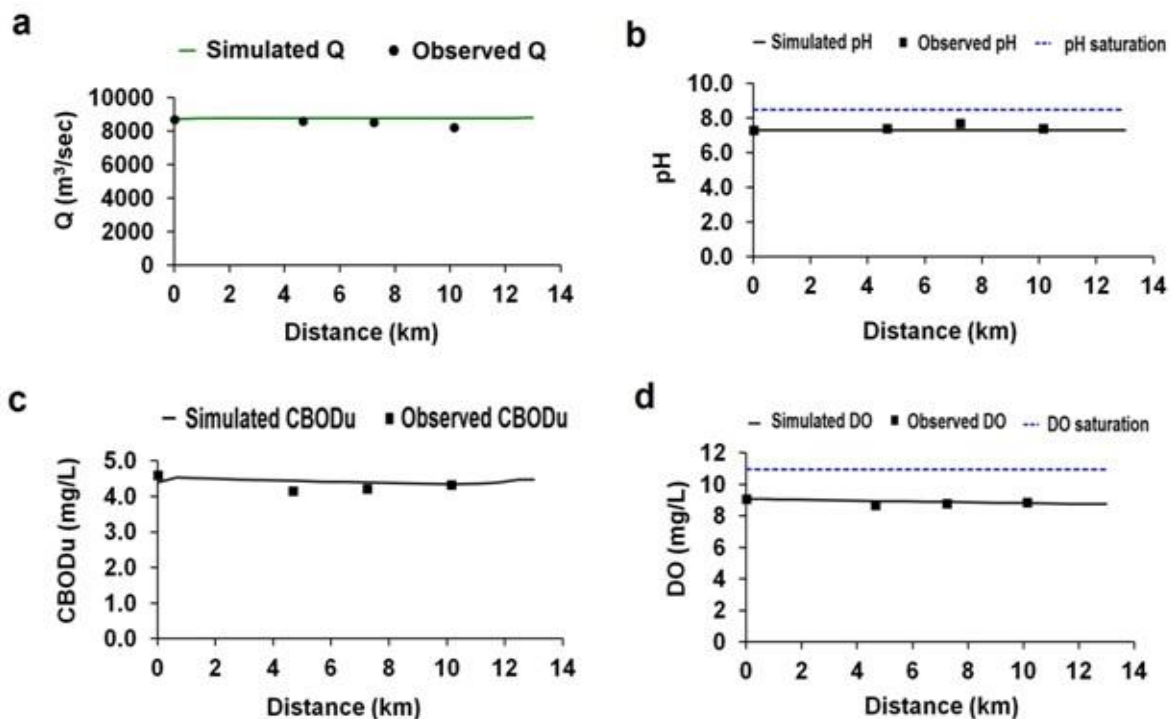 a
Simulated Q Observed Q
10000
8000
6000
4000
2000
0
Q (m³/sec)
0 2 4 6 8 10 12 14
Distance (km)
b
Simulated pH Observed pH pH saturation
10.0
8.0
6.0
4.0
2.0
0.0
pH
0 2 4 6 8 10 12 14
Distance (km)
c
Simulated CBODu Observed CBODu
5.0
4.0
3.0
2.0
1.0
0.0
CBODu (mg/L)
0 2 4 6 8 10 12 14
Distance (km)
d
Simulated DO Observed DO DO saturation
12
10
8
6
4
2
0
DO (mg/L)
0 2 4 6 8 10 12 14
Distance (km)